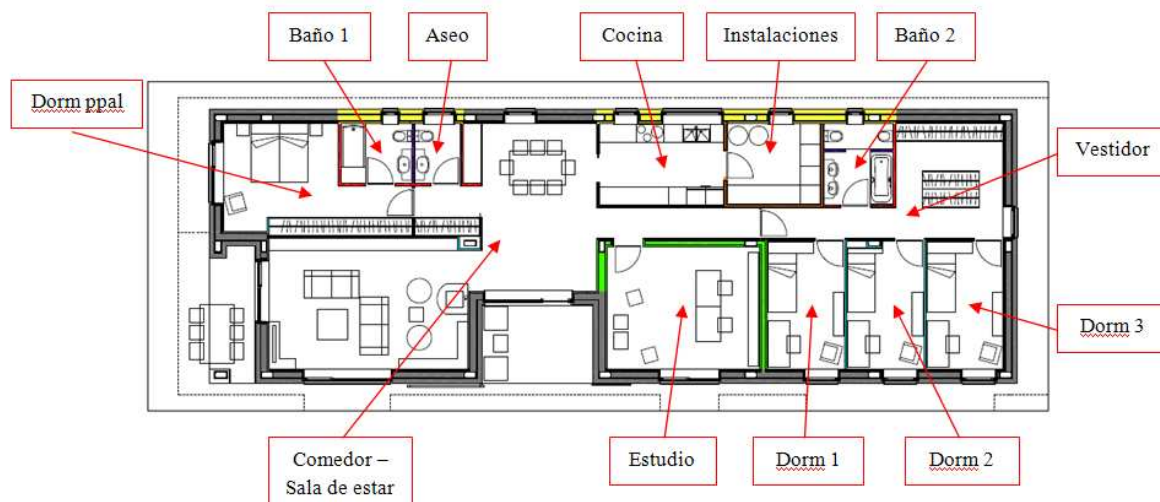 Baño 1
Aseo
Cocina
Instalaciones
Baño 2
Dorm ppal
Vestidor
Dorm 3
Comedor –
Sala de estar
Estudio
Dorm 1
Dorm 2